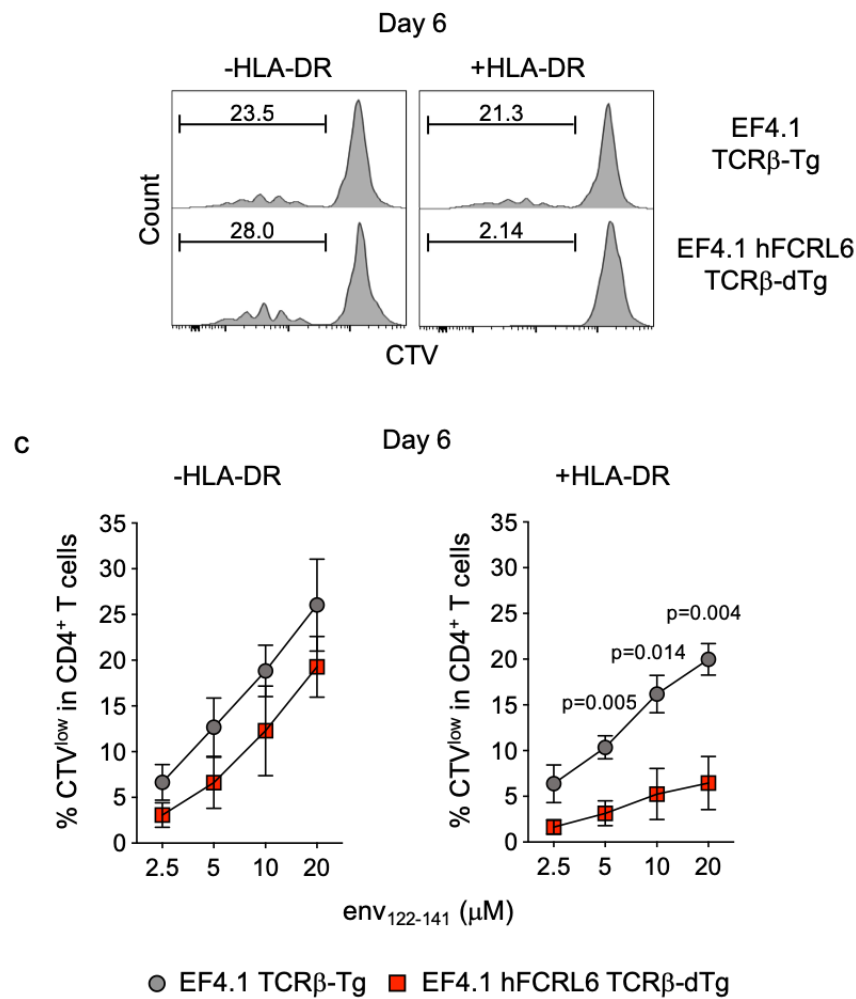 Day 6
-HLA-DR
+HLA-DR
Count
23.5
21.3
EF4.1
TCRβ-Tg
28.0
2.14
EF4.1 hFCRL6
TCRβ-dTg
CTV
c
Day 6
-HLA-DR
% CTVlow in CD4+ T cells
35
30
25
20
15
10
5
0
2.5 5 10 20
+HLA-DR
% CTVlow in CD4+ T cells
35
30
25
20
15
10
5
0
p=0.004
p=0.014
p=0.005
2.5 5 10 20
env122-141 (μM)
EF4.1 TCRβ-Tg EF4.1 hFCRL6 TCRβ-dTg